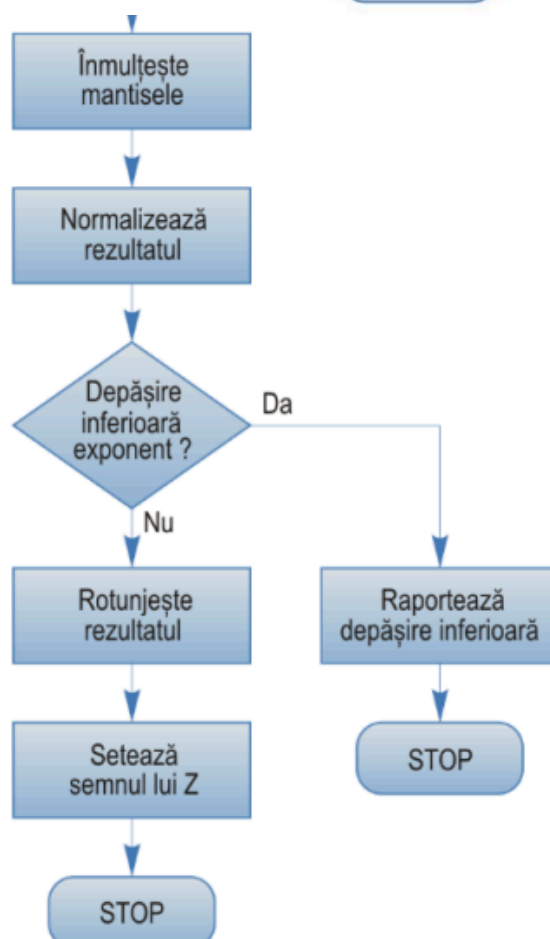 Înmulțește
mantisele
Normalizează
rezultatul
Depășire
inferioară
exponent ?
Da
Nu
Rotunjește
rezultatul
Raportează
depășire inferioară
Setează
semnul lui Z
STOP
STOP